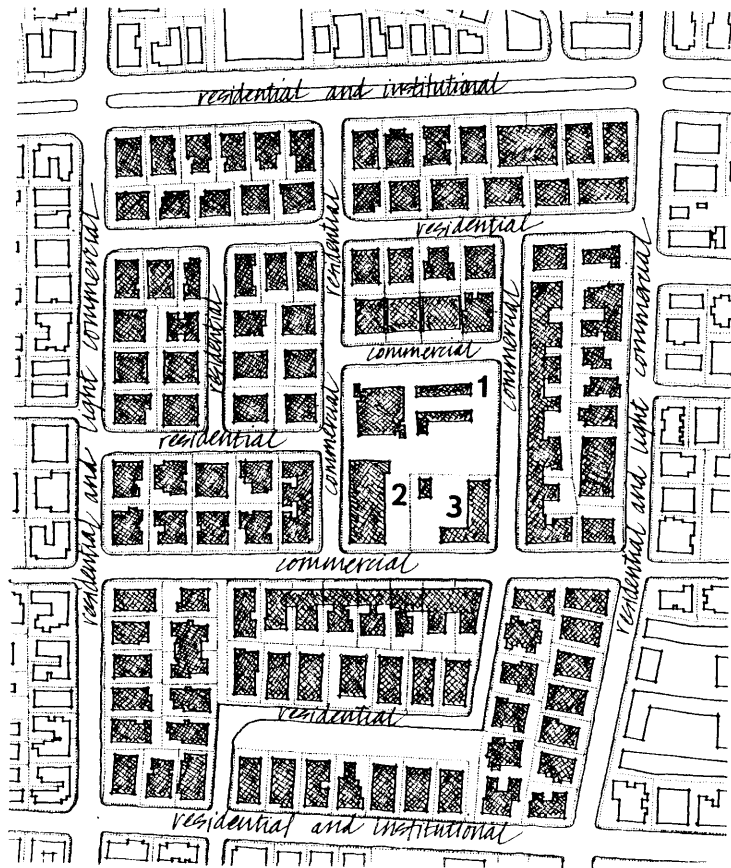 residential and institutional
residential
residential
light commercial
commercial
residential
commercial
commercial
1
residential
commercial
2
3
residential and
residential and light
commercial
residential
residential and institutional